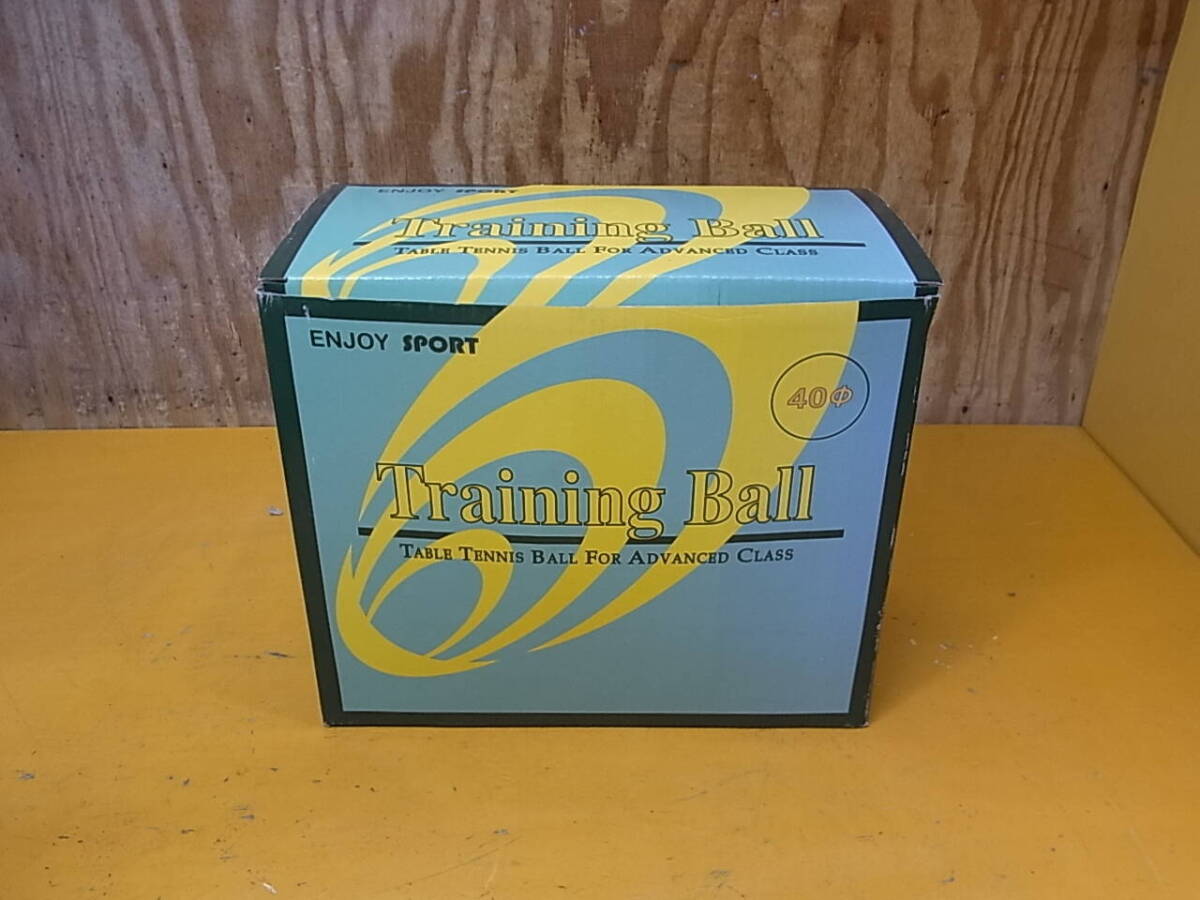 ENJOY SPORT
Training Ball
TABLE TENNIS BALL FOR ADVANCED CLASS
ENJOY SPORT
40Φ
Training Ball
TABLE TENNIS BALL FOR ADVANCED CLASS